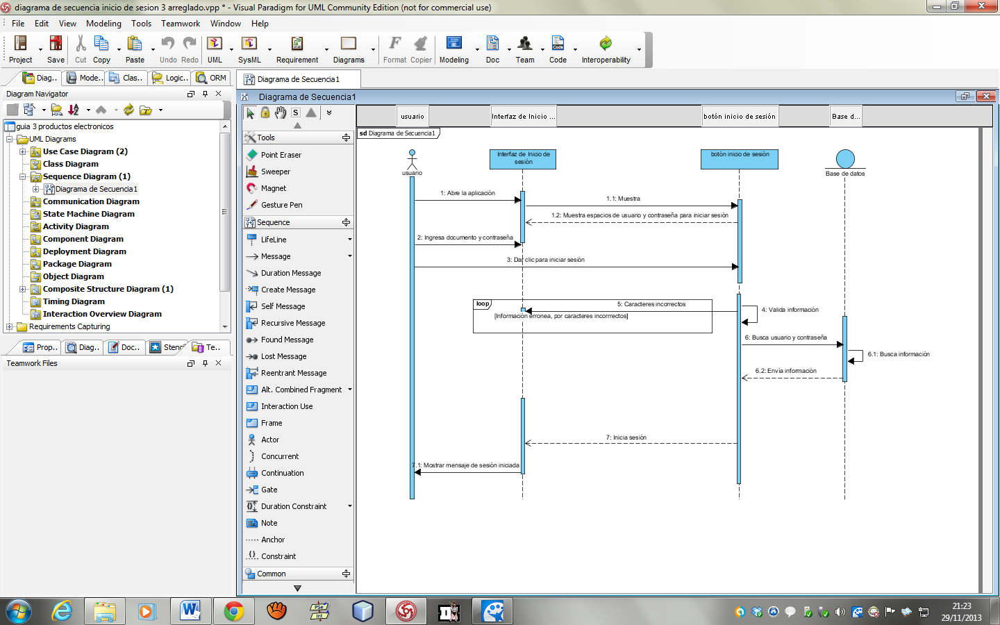 diagrama de secuencia inicio de sesion 3 arreglado.vpp * - Visual Paradigm for UML Community Edition (not for commercial use)
File Edit View Modeling Tools Teamwork Window Help
Project Save Cut Copy Paste Undo Redo UML SysML Requirement Diagrams Format Copier Modeling Doc Team Code Interoperability
Diag.. Mode.. Clas.. Logic.. ORM
Diagrama de Secuencia1
Diagram Navigator
Diagrama de Secuencia1
guia 3 productos electronicos
UML Diagrams
Use Case Diagram (2)
Class Diagram
Sequence Diagram (1)
Diagrama de Secuencia1
Communication Diagram
State Machine Diagram
Activity Diagram
Component Diagram
Deployment Diagram
Package Diagram
Object Diagram
Composite Structure Diagram (1)
Timing Diagram
Interaction Overview Diagram
Requirements Capturing
Prop.. Diag.. Doc.. Stenc Te..
Teamwork Files
S
Tools
Point Eraser
Sweeper
Magnet
Gesture Pen
Sequence
LifeLine
Message
Duration Message
Create Message
Self Message
Recursive Message
Found Message
Lost Message
Reentrant Message
Alt. Combined Fragment
Interaction Use
Frame
Actor
Concurrent
Continuation
Gate
Duration Constraint
Note
Anchor
Constraint
Common
usuario Interfaz de Inicio ... botón inicio de sesión Base d...
sd Diagrama de Secuencia1
usuario
Interfaz de Inicio de
sesión
botón inicio de sesión
Base de datos
1: Abre la aplicación
1.1: Muestra
1.2: Muestra espacios de usuario y contraseña para iniciar sesión
2: Ingresa documento y contraseña
3: Dar clic para iniciar sesión
loop
5: Caracteres incorrectos
[Información erronea, por caracteres incorrrectos]
4: Valida información
6: Busca usuario y contraseña
6.1: Busca información
6.2: Envía información
7: Inicia sesión
7.1: Mostrar mensaje de sesión iniciada
21:23
29/11/2013